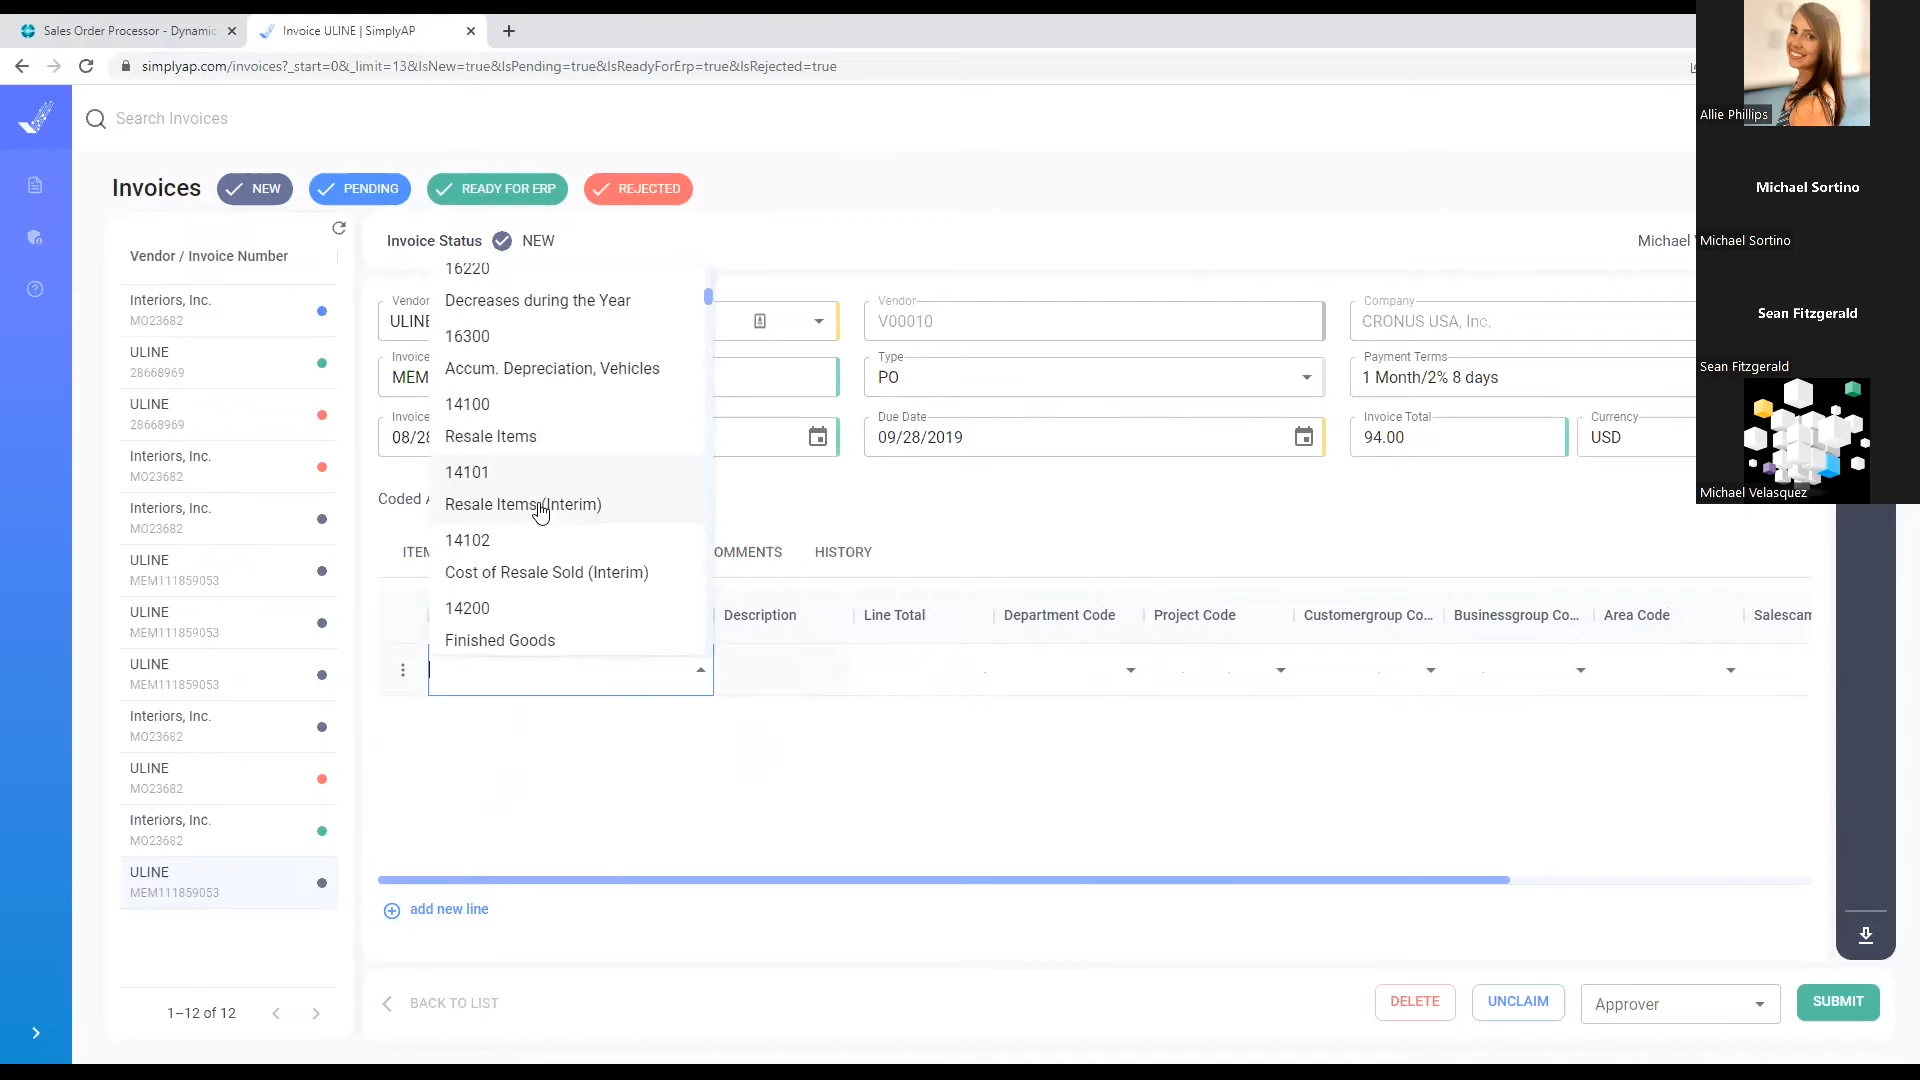 Sales Order Processor - Dynamic
Invoice ULINE | SimplyAP
simplyap.com/invoices?_start=0&_limit=13&IsNew=true&IsPending=true&IsReadyForErp=true&IsRejected=true
Search Invoices
Invoices
NEW
PENDING
READY FOR ERP
REJECTED
Vendor / Invoice Number
Interiors, Inc.
MO23682
ULINE
28668969
ULINE
28668969
Interiors, Inc.
MO23682
Interiors, Inc.
MO23682
ULINE
MEM111859053
ULINE
MEM111859053
ULINE
MEM111859053
Interiors, Inc.
MO23682
ULINE
MO23682
Interiors, Inc.
MO23682
ULINE
MEM111859053
1–12 of 12
Invoice Status NEW
Michael
Vendor
ULINE
Vendor
V00010
Company
CRONUS USA, Inc.
Invoice
MEM
Type
PO
Payment Terms
1 Month/2% 8 days
Invoice
08/28
Due Date
09/28/2019
Invoice Total
94.00
Currency
USD
16220
Decreases during the Year
16300
Accum. Depreciation, Vehicles
14100
Resale Items
14101
Resale Items (Interim)
14102
Cost of Resale Sold (Interim)
14200
Finished Goods
Coded A
ITEM
OMMENTS
HISTORY
Description
Line Total
Department Code
Project Code
Customergroup Co...
Businessgroup Co...
Area Code
Salescam
add new line
BACK TO LIST
DELETE
UNCLAIM
Approver
SUBMIT
Allie Phillips
Michael Sortino
Michael Sortino
Sean Fitzgerald
Sean Fitzgerald
Michael Velasquez